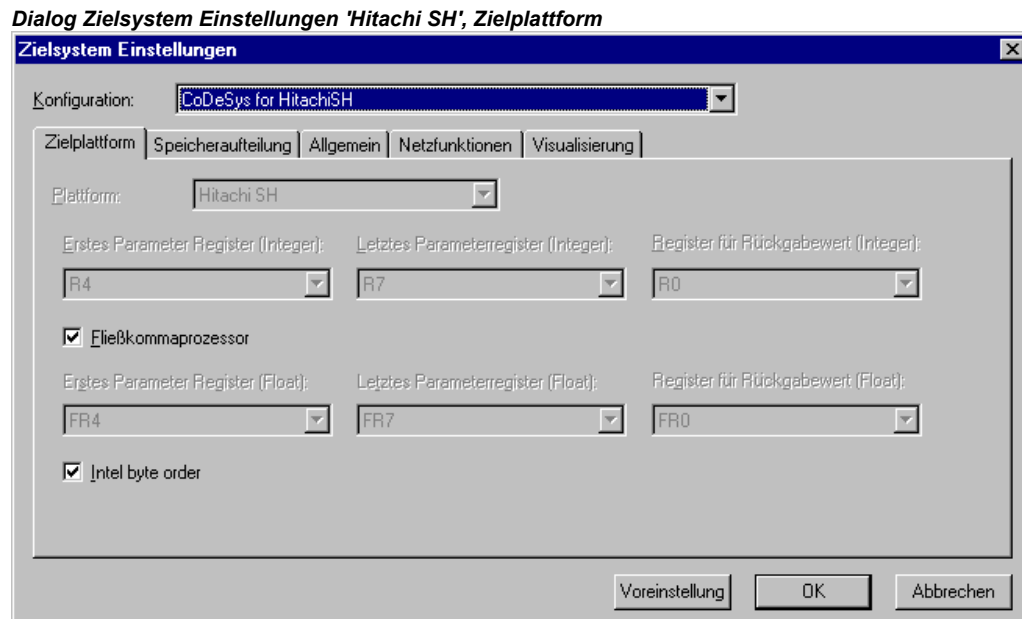 Dialog Zielsystem Einstellungen 'Hitachi SH', Zielplattform
Zielsystem Einstellungen
Konfiguration: CoDeSys for HitachiSH
Zielplattform Speicheraufteilung Allgemein Netzfunktionen Visualisierung
Plattform: Hitachi SH
Erstes Parameter Register (Integer): Letztes Parameterregister (Integer): Register für Rückgabewert (Integer):
R4 R7 R0
Fließkommaprozessor
Erstes Parameter Register (Float): Letztes Parameterregister (Float): Register für Rückgabewert (Float):
FR4 FR7 FR0
Intel byte order
Voreinstellung OK Abbrechen